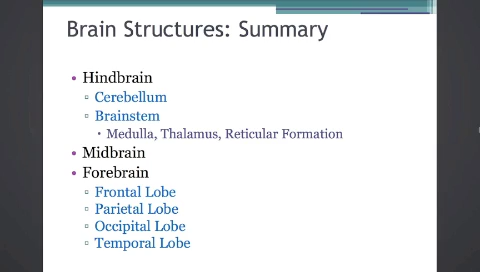 Brain Structures: Summary
• Hindbrain
▫ Cerebellum
▫ Brainstem
• Medulla, Thalamus, Reticular Formation
• Midbrain
• Forebrain
▫ Frontal Lobe
▫ Parietal Lobe
▫ Occipital Lobe
▫ Temporal Lobe